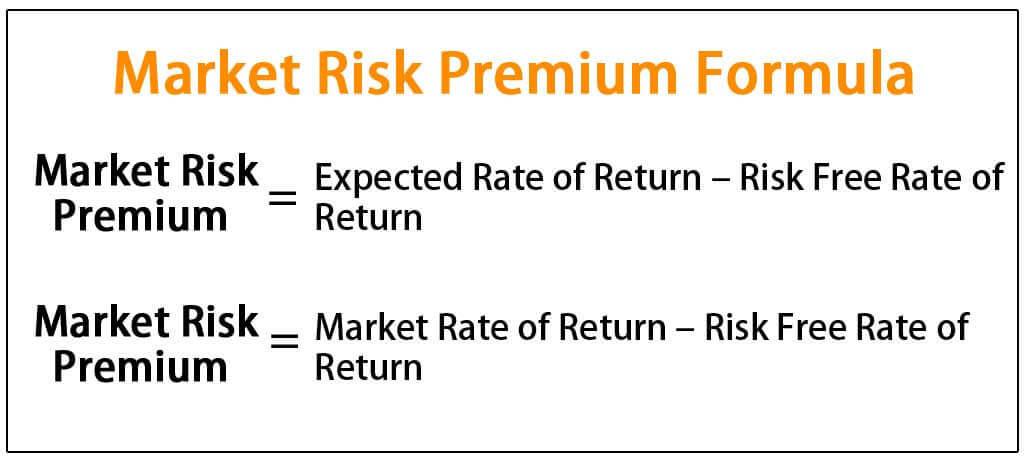 Market Risk Premium Formula
Market Risk
Premium
=
Expected Rate of Return – Risk Free Rate of
Return
Market Risk
Premium
=
Market Rate of Return – Risk Free Rate of
Return